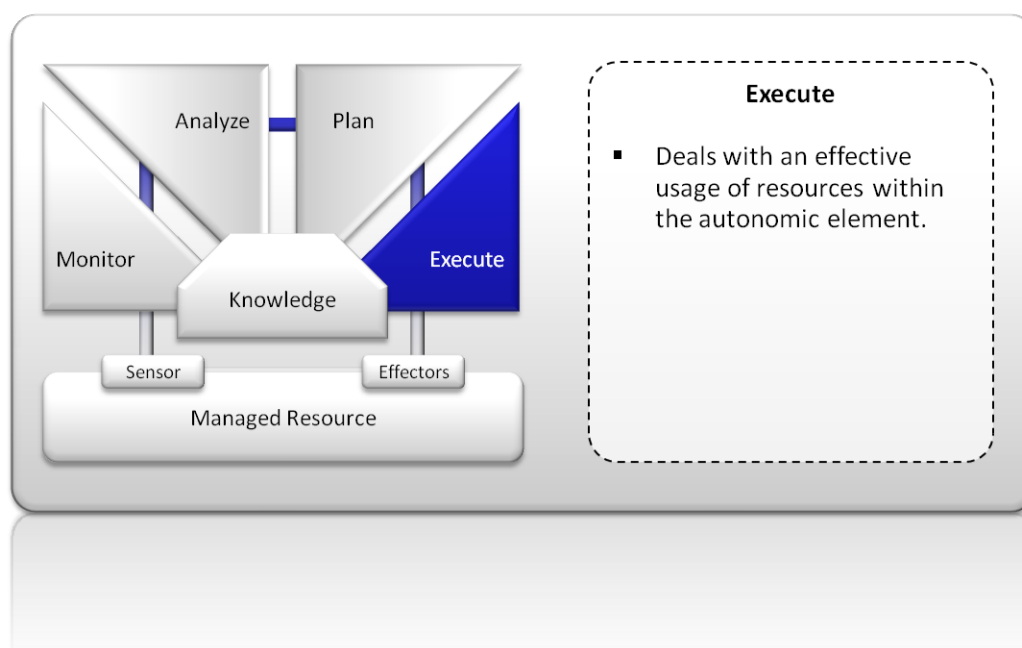 Analyze
Plan
Monitor
Execute
Knowledge
Sensor
Effectors
Managed Resource
Execute
▪ Deals with an effective
usage of resources within
the autonomic element.